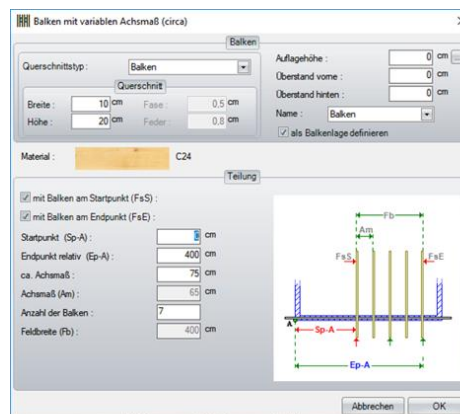 Balken mit variablen Achsmaß (circa)
Balken
Querschnittstyp : Balken
Querschnitt
Breite : 10 cm Fase : 0,5 cm
Höhe : 20 cm Feder : 0,8 cm
Auflagehöhe : 0 cm
Überstand vorne : 0 cm
Überstand hinten : 0 cm
Name : Balken
als Balkenlage definieren
Material : C24
Teilung
mit Balken am Startpunkt (FsS) :
mit Balken am Endpunkt (FsE) :
Startpunkt (Sp-A) : cm
Endpunkt relativ (Ep-A) : 400 cm
ca. Achsmaß : 75 cm
Achsmaß (Am) : 65 cm
Anzahl der Balken : 7
Feldbreite (Fb) : 400 cm
Fb
Am
FsS
FsE
A
Sp-A
Ep-A
Abbrechen
OK